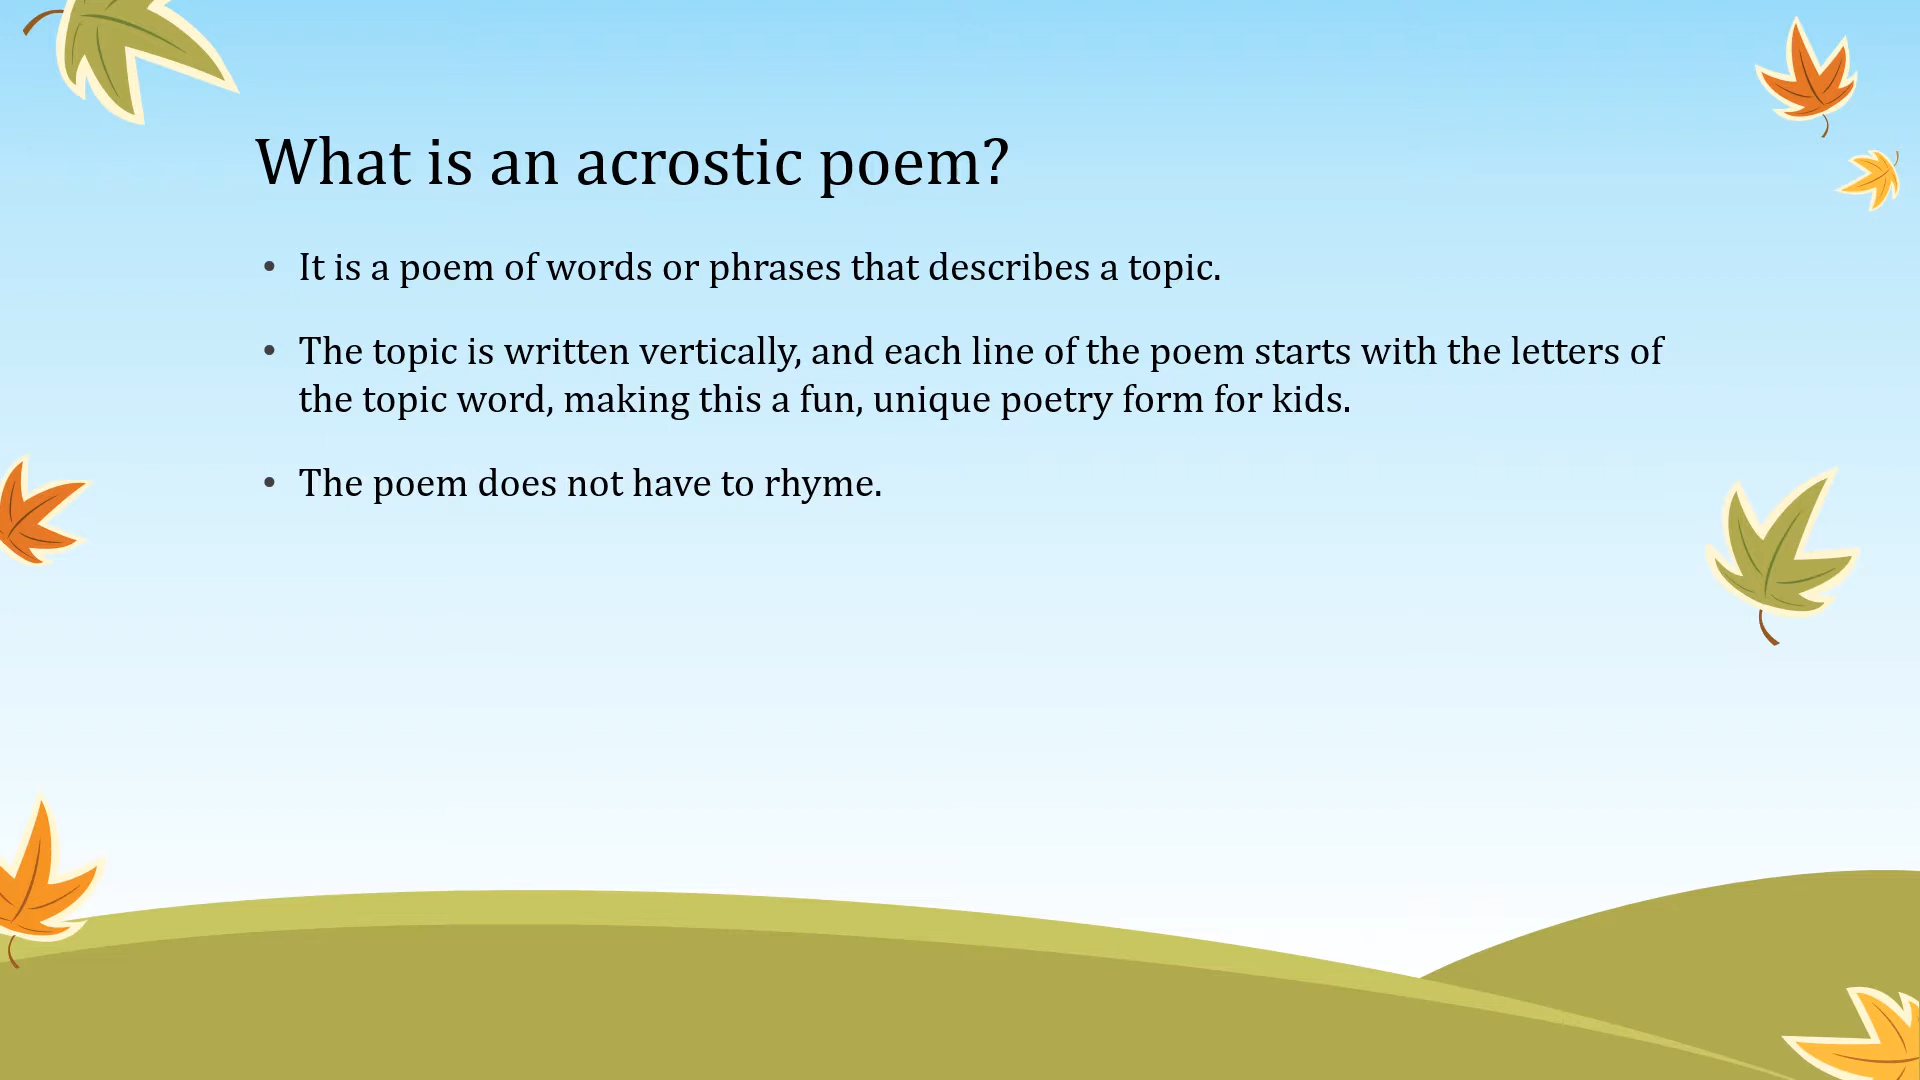 What is an acrostic poem?
• It is a poem of words or phrases that describes a topic.
• The topic is written vertically, and each line of the poem starts with the letters of
the topic word, making this a fun, unique poetry form for kids.
• The poem does not have to rhyme.